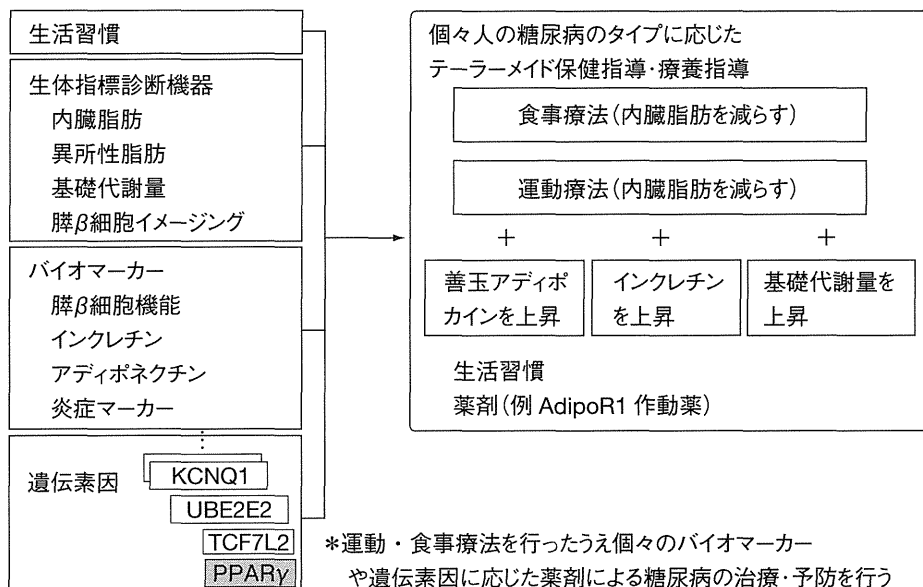 生活習慣
生体指標診断機器
内臓脂肪
異所性脂肪
基礎代謝量
膵β細胞イメージング
バイオマーカー
膵β細胞機能
インクレチン
アディポネクチン
炎症マーカー
遺伝素因
KCNQ1
UBE2E2
TCF7L2
PPARγ
個々人の糖尿病のタイプに応じた
テーラーメイド保健指導・療養指導
食事療法(内臓脂肪を減らす)
運動療法(内臓脂肪を減らす)
+ + +
善玉アディポ
カインを上昇
インクレチン
を上昇
基礎代謝量を
上昇
生活習慣
薬剤(例 AdipoR1 作動薬)
*運動・食事療法を行ったうえ個々のバイオマーカー
や遺伝素因に応じた薬剤による糖尿病の治療・予防を行う